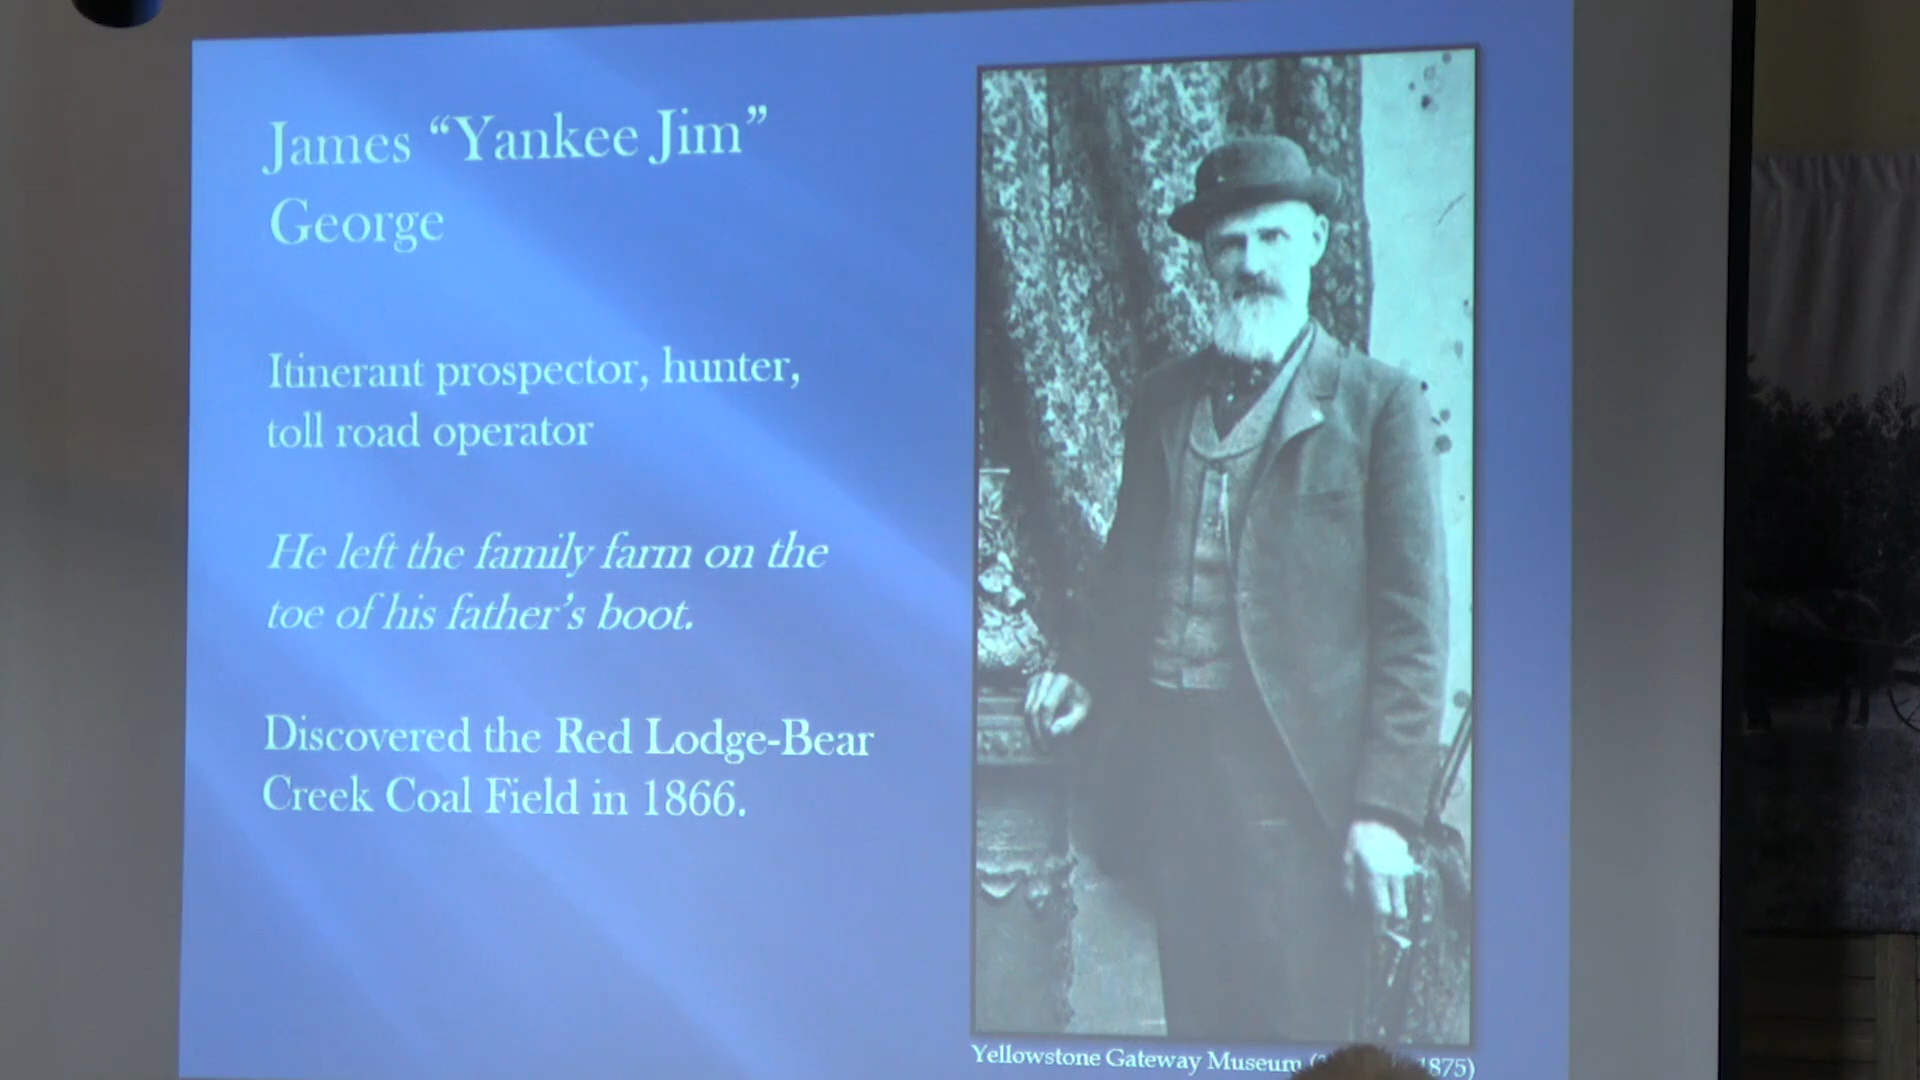 James “Yankee Jim”
George
Itinerant prospector, hunter,
toll road operator
He left the family farm on the
toe of his father’s boot.
Discovered the Red Lodge-Bear
Creek Coal Field in 1866.
Yellowstone Gateway Museum 875)